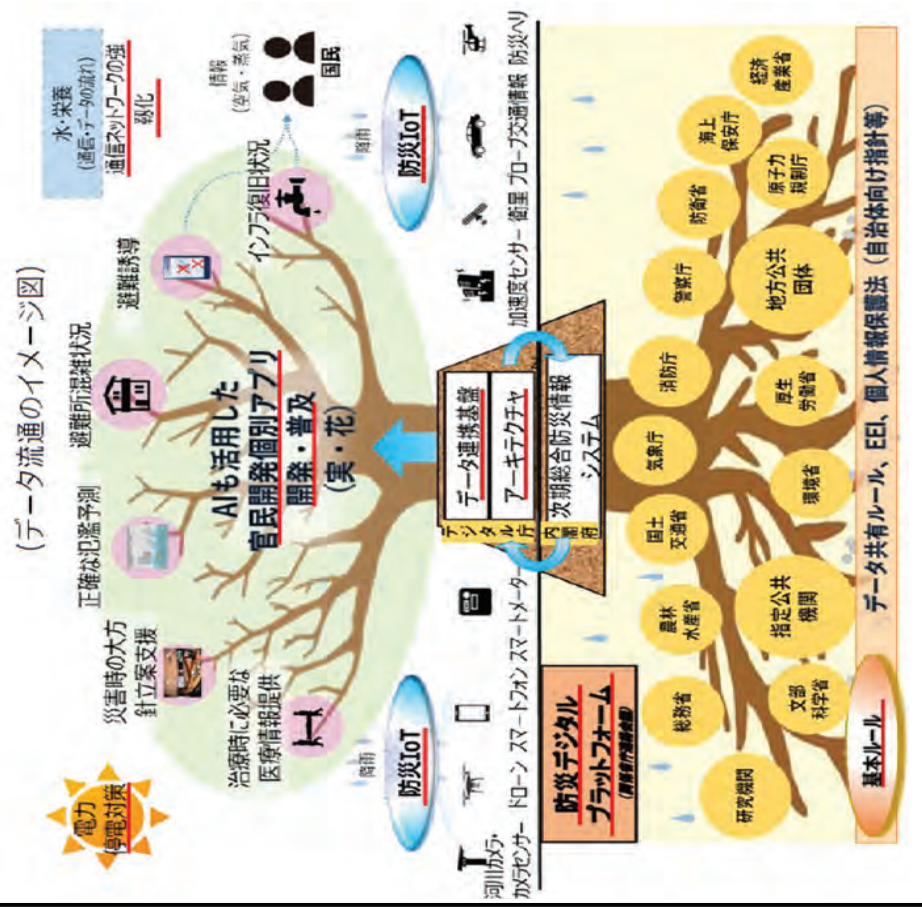 (データ流通のイメージ図)
電力
停電対策
災害時の大方
針立案支援
正確な氾濫予測
避難所混雑状況
避難誘導
水・栄養
(通信・データの流れ)
通信ネットワークの強
靱化
治療時に必要な
医療情報提供
AIも活用した
官民開発個別アプリ
開発・普及
(実・花)
インフラ復旧状況
情報
(空気・蒸気)
国民
降雨
防災IoT
降雨
防災IoT
河川カメラ・
カメラセンサー
ドローン
スマートフォン
スマートメータ
加速度センサー
衛星
プローブ交通情報
防災ヘリ
デジタル庁
データ連携基盤
アーキテクチャ
内閣府
次期総合防災情報
システム
防災デジタル
プラットフォーム
研究機関
総務省
農林
水産省
国土
交通省
気象庁
消防庁
警察庁
防衛省
海上
保安庁
経済
産業省
文部
科学省
指定公共
機関
環境省
厚生
労働省
地方公共
団体
原子力
規制庁
基本ルール
データ共有ルール、EEI、個人情報保護法(自治体向け指針等)